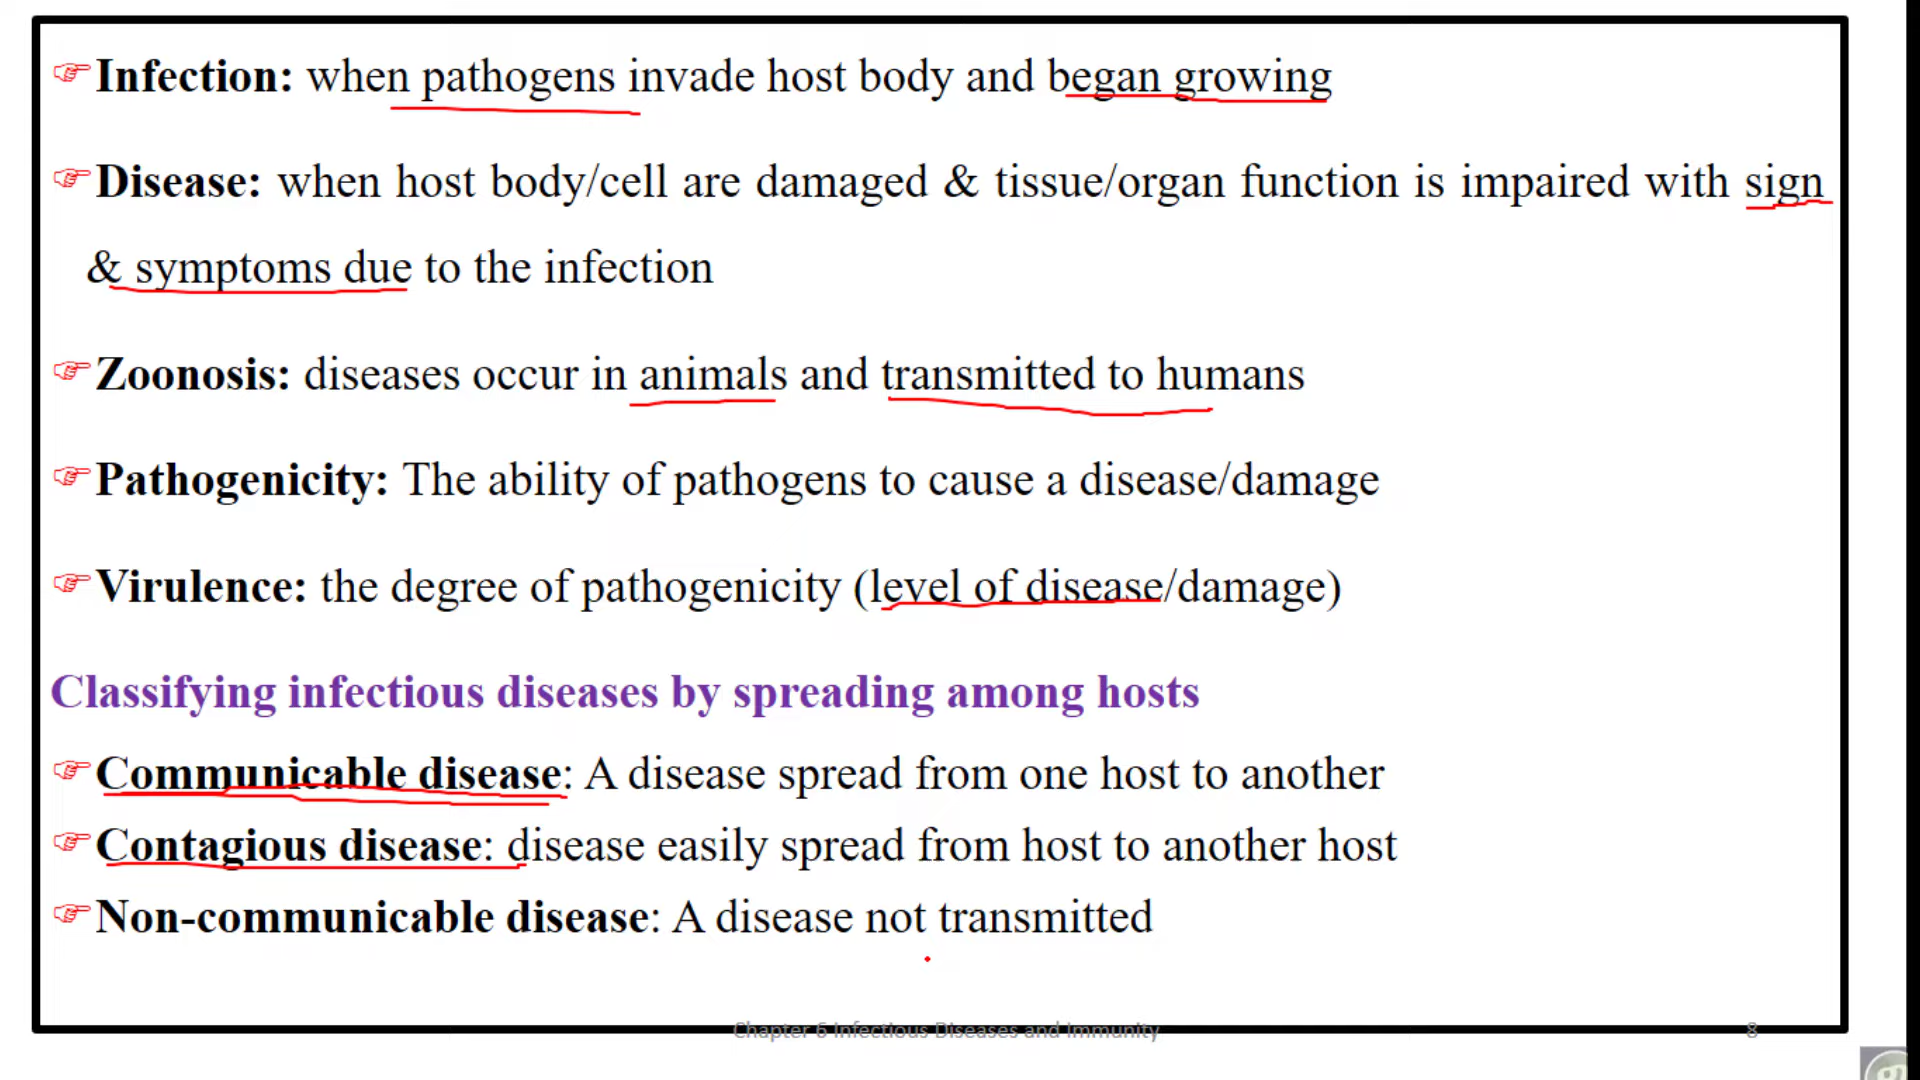 Infection: when pathogens invade host body and began growing
Disease: when host body/cell are damaged & tissue/organ function is impaired with sign
& symptoms due to the infection
Zoonosis: diseases occur in animals and transmitted to humans
Pathogenicity: The ability of pathogens to cause a disease/damage
Virulence: the degree of pathogenicity (level of disease/damage)
Classifying infectious diseases by spreading among hosts
Communicable disease: A disease spread from one host to another
Contagious disease: disease easily spread from host to another host
Non-communicable disease: A disease not transmitted
Chapter 6 Infectious Diseases and Immunity 8